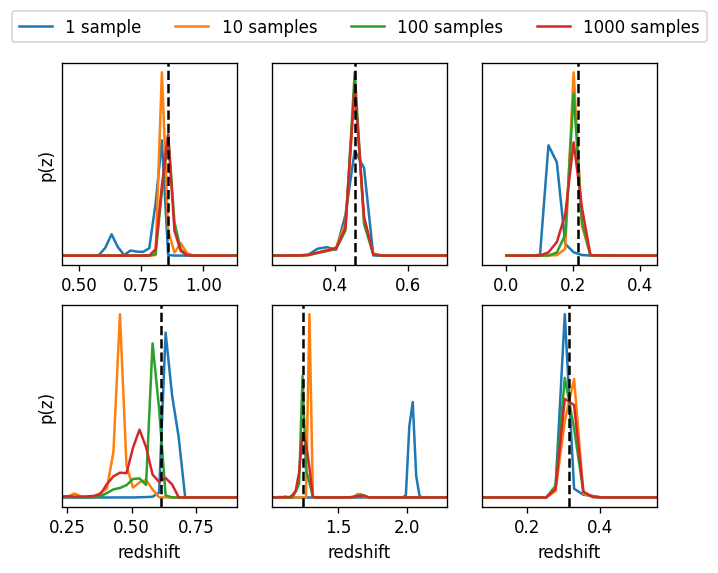 1 sample 10 samples 100 samples 1000 samples
p(z)
0.50 0.75 1.00 0.4 0.6 0.0 0.2 0.4
p(z)
0.25 0.50 0.75 1.5 2.0 0.2 0.4
redshift redshift redshift